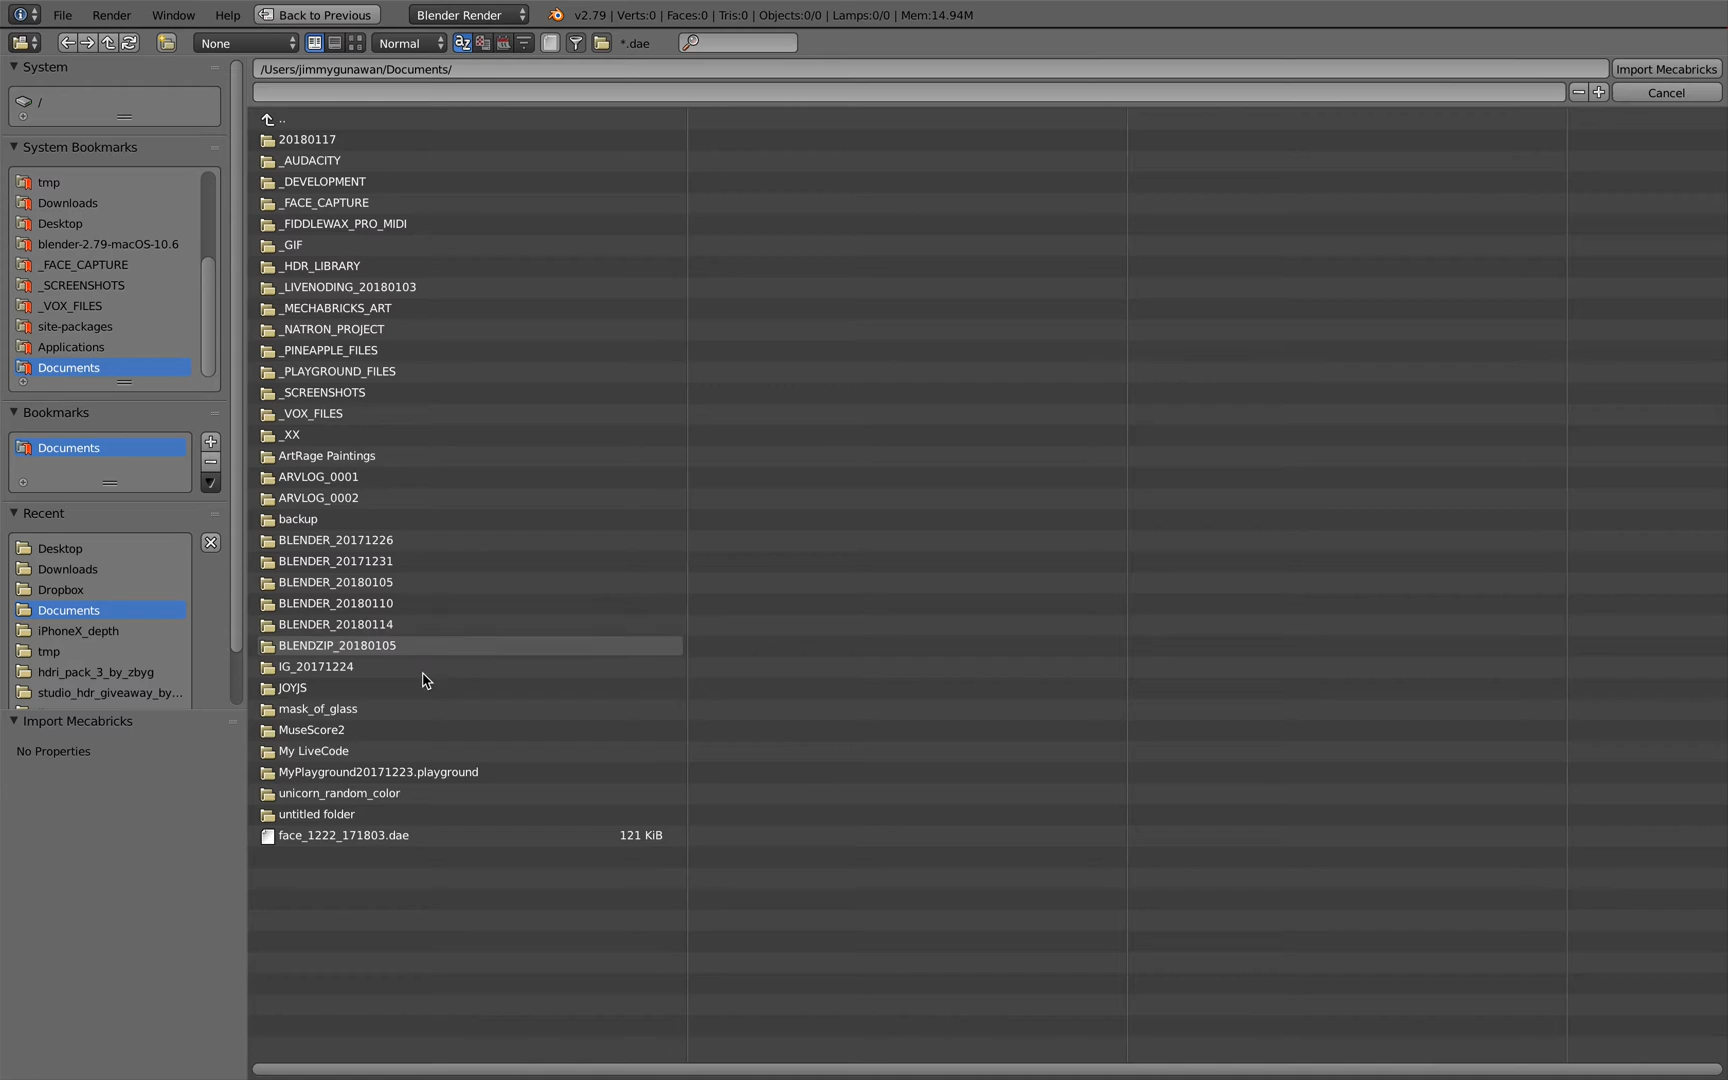 File Render Window Help Back to Previous Blender Render v2.79 | Verts:0 | Faces:0 | Tris:0 | Objects:0/0 | Lamps:0/0 | Mem:14.94M
None Normal *.dae
System
/
System Bookmarks
tmp
Downloads
Desktop
blender-2.79-macOS-10.6
_FACE_CAPTURE
_SCREENSHOTS
_VOX_FILES
site-packages
Applications
Documents
Bookmarks
Documents
Recent
Desktop
Downloads
Dropbox
Documents
iPhoneX_depth
tmp
hdri_pack_3_by_zbyg
studio_hdr_giveaway_by...
Import Mecabricks
No Properties
/Users/jimmygunawan/Documents/ Import Mecabricks
Cancel
..
20180117
_AUDACITY
_DEVELOPMENT
_FACE_CAPTURE
_FIDDLEWAX_PRO_MIDI
_GIF
_HDR_LIBRARY
_LIVENODING_20180103
_MECHABRICKS_ART
_NATRON_PROJECT
_PINEAPPLE_FILES
_PLAYGROUND_FILES
_SCREENSHOTS
_VOX_FILES
_XX
ArtRage Paintings
ARVLOG_0001
ARVLOG_0002
backup
BLENDER_20171226
BLENDER_20171231
BLENDER_20180105
BLENDER_20180110
BLENDER_20180114
BLENDZIP_20180105
IG_20171224
JOYJS
mask_of_glass
MuseScore2
My LiveCode
MyPlayground20171223.playground
unicorn_random_color
untitled folder
face_1222_171803.dae 121 KiB